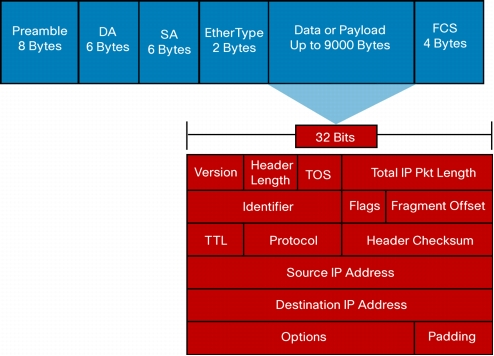 Preamble
8 Bytes
DA
6 Bytes
SA
6 Bytes
EtherType
2 Bytes
Data or Payload
Up to 9000 Bytes
FCS
4 Bytes
32 Bits
Version
Header
Length
TOS
Total IP Pkt Length
Identifier
Flags
Fragment Offset
TTL
Protocol
Header Checksum
Source IP Address
Destination IP Address
Options
Padding